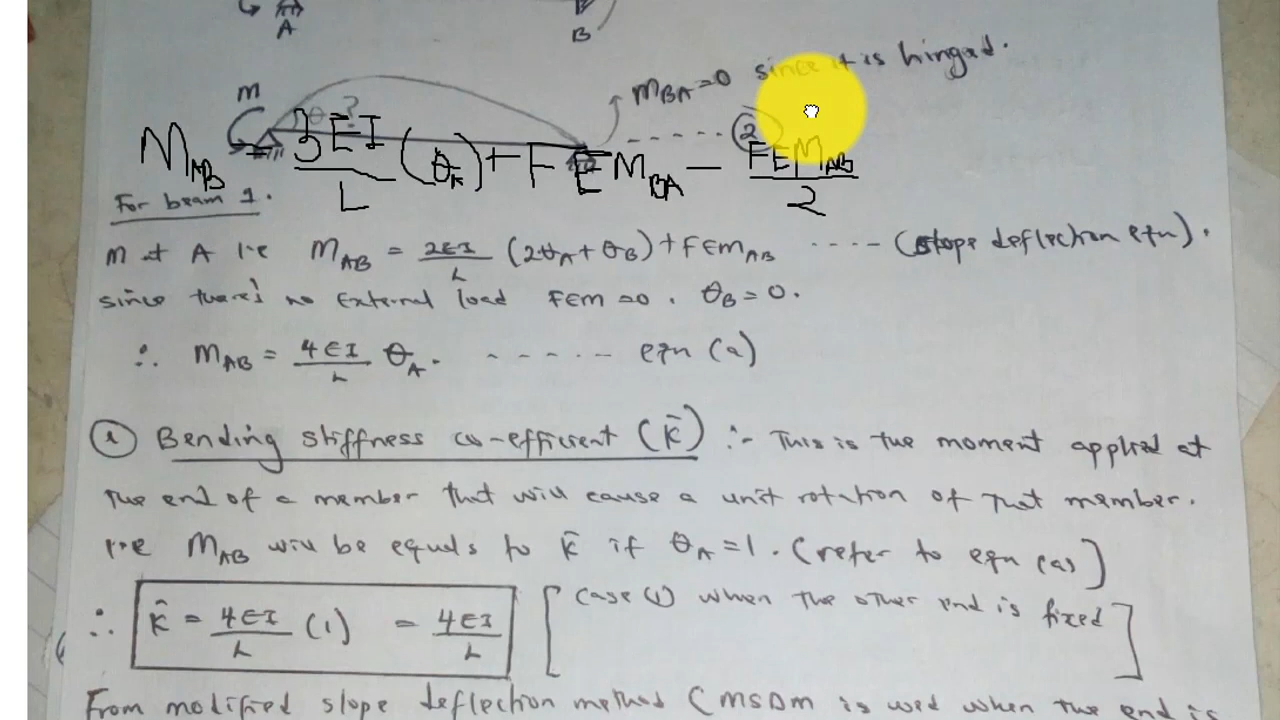 A
B
M
M_BA = 0 since it is hinged.
θ ?
----- (2)
M_AB 3EI/L (θ_A) + FEM_BA - FEM_AB/2
For beam 1.
M at A i.e M_AB = 2EI/L (2θ_A + θ_B) + FEM_AB ---- (slope deflection eqn).
since there's no External load FEM = 0. θ_B = 0.
∴ M_AB = 4EI/L θ_A. ------ eqn (a)
(1) Bending stiffness co-efficient (k̄) :- This is the moment applied at
the end of a member that will cause a unit rotation of that member.
i.e M_AB will be equals to k̄ if θ_A = 1. (refer to eqn (a))
∴ k̄ = 4EI/L (1) = 4EI/L [case (1) when the other end is fixed]
From modified slope deflection method (MSDM is used when the end is